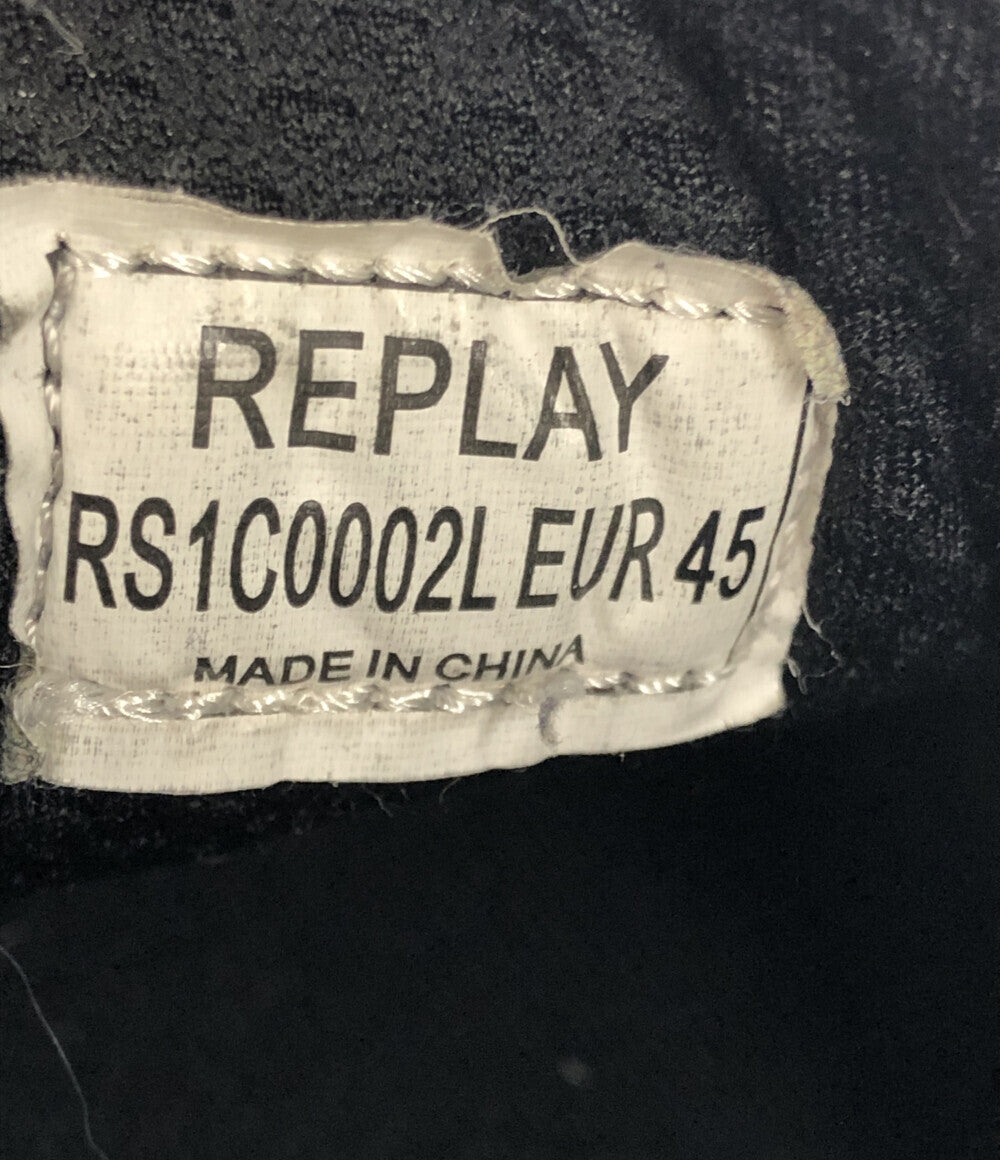 REPLAY
RS1C0002L EUR 45
MADE IN CHINA